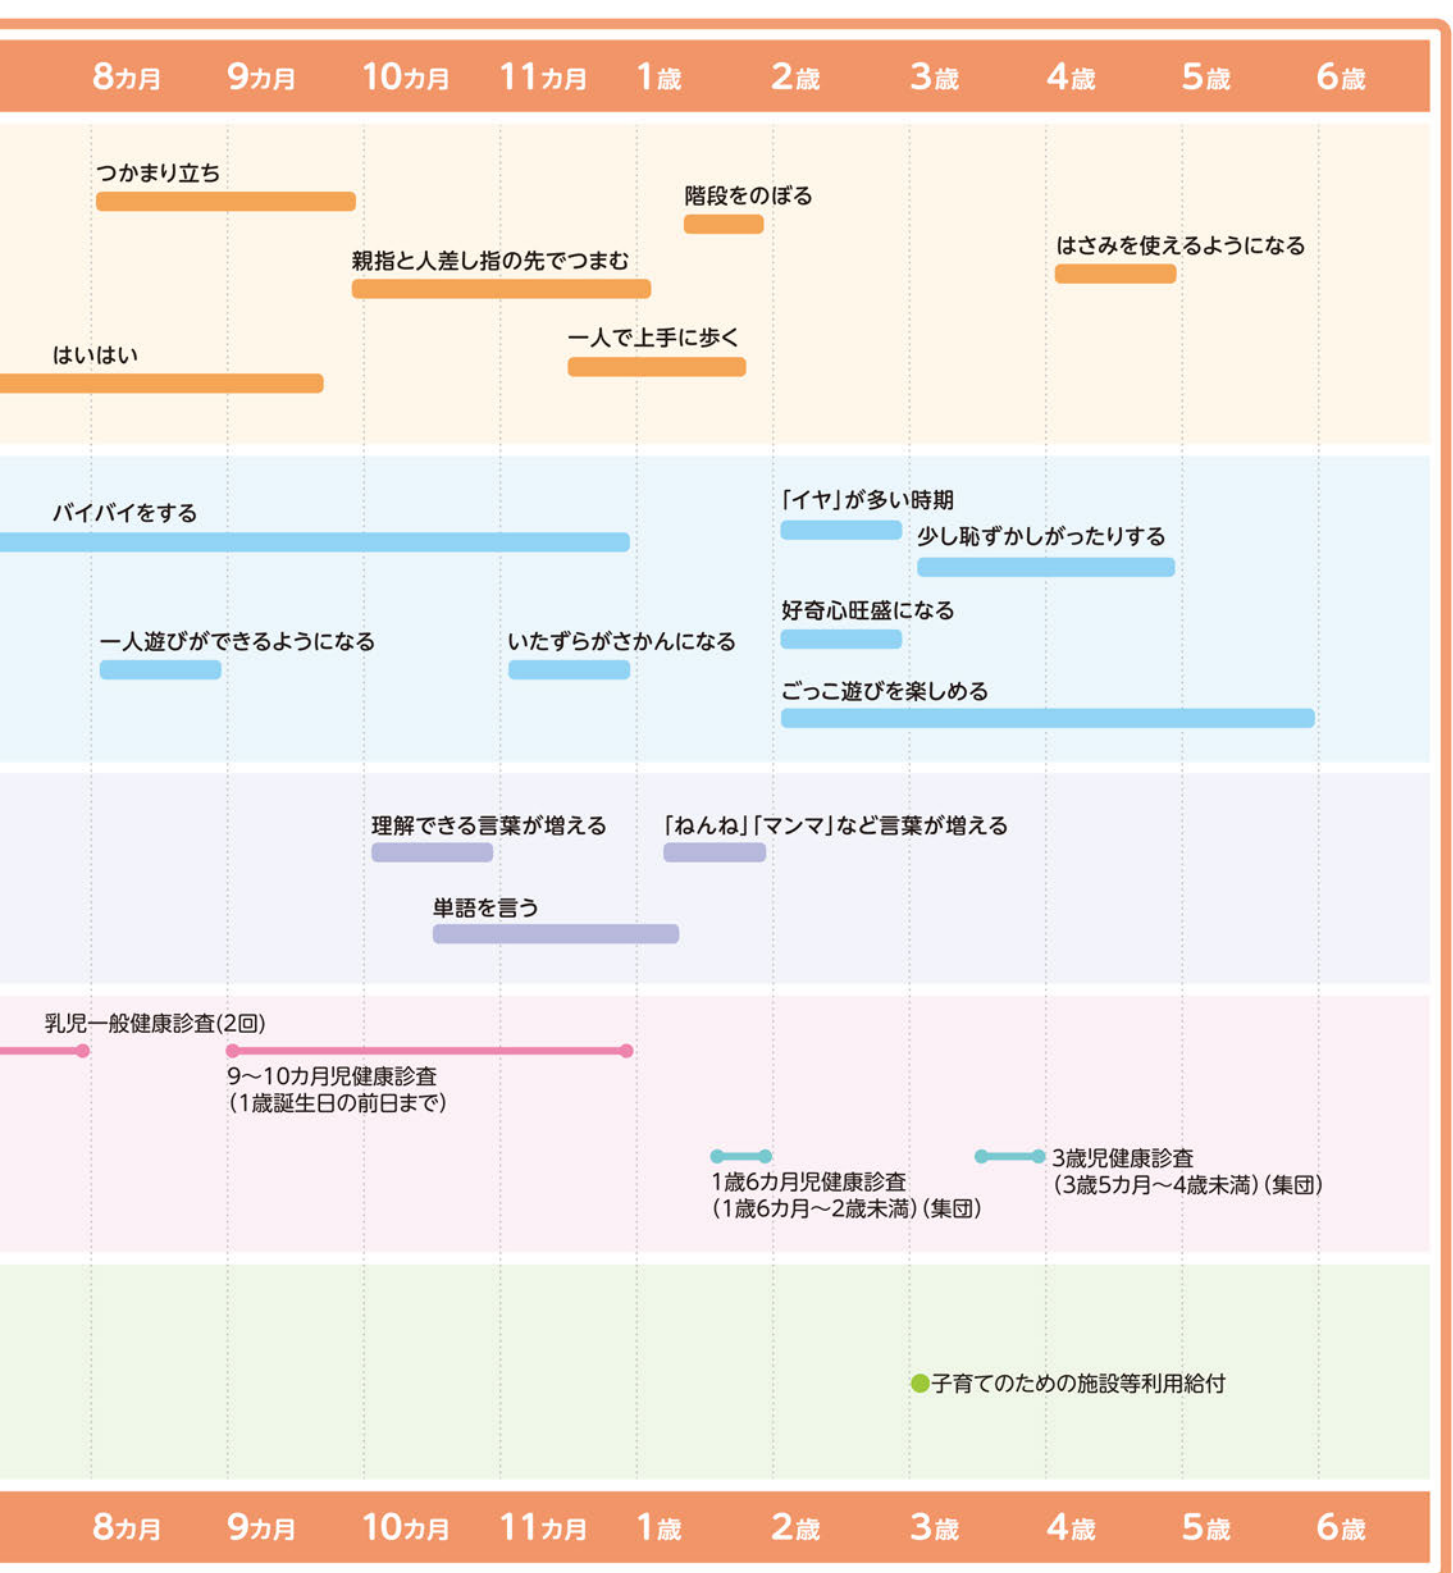 8カ月 9カ月 10カ月 11カ月 1歳 2歳 3歳 4歳 5歳 6歳
つかまり立ち
階段をのぼる
はさみを使えるようになる
親指と人差し指の先でつまむ
一人で上手に歩く
はいはい
「イヤ」が多い時期
バイバイをする
少し恥ずかしがったりする
好奇心旺盛になる
一人遊びができるようになる
いたずらがさかんになる
ごっこ遊びを楽しめる
理解できる言葉が増える
「ねんね」「マンマ」など言葉が増える
単語を言う
乳児一般健康診査(2回)
9〜10カ月児健康診査
(1歳誕生日の前日まで)
1歳6カ月児健康診査
(1歳6カ月〜2歳未満)(集団)
3歳児健康診査
(3歳5カ月〜4歳未満)(集団)
子育てのための施設等利用給付
8カ月 9カ月 10カ月 11カ月 1歳 2歳 3歳 4歳 5歳 6歳